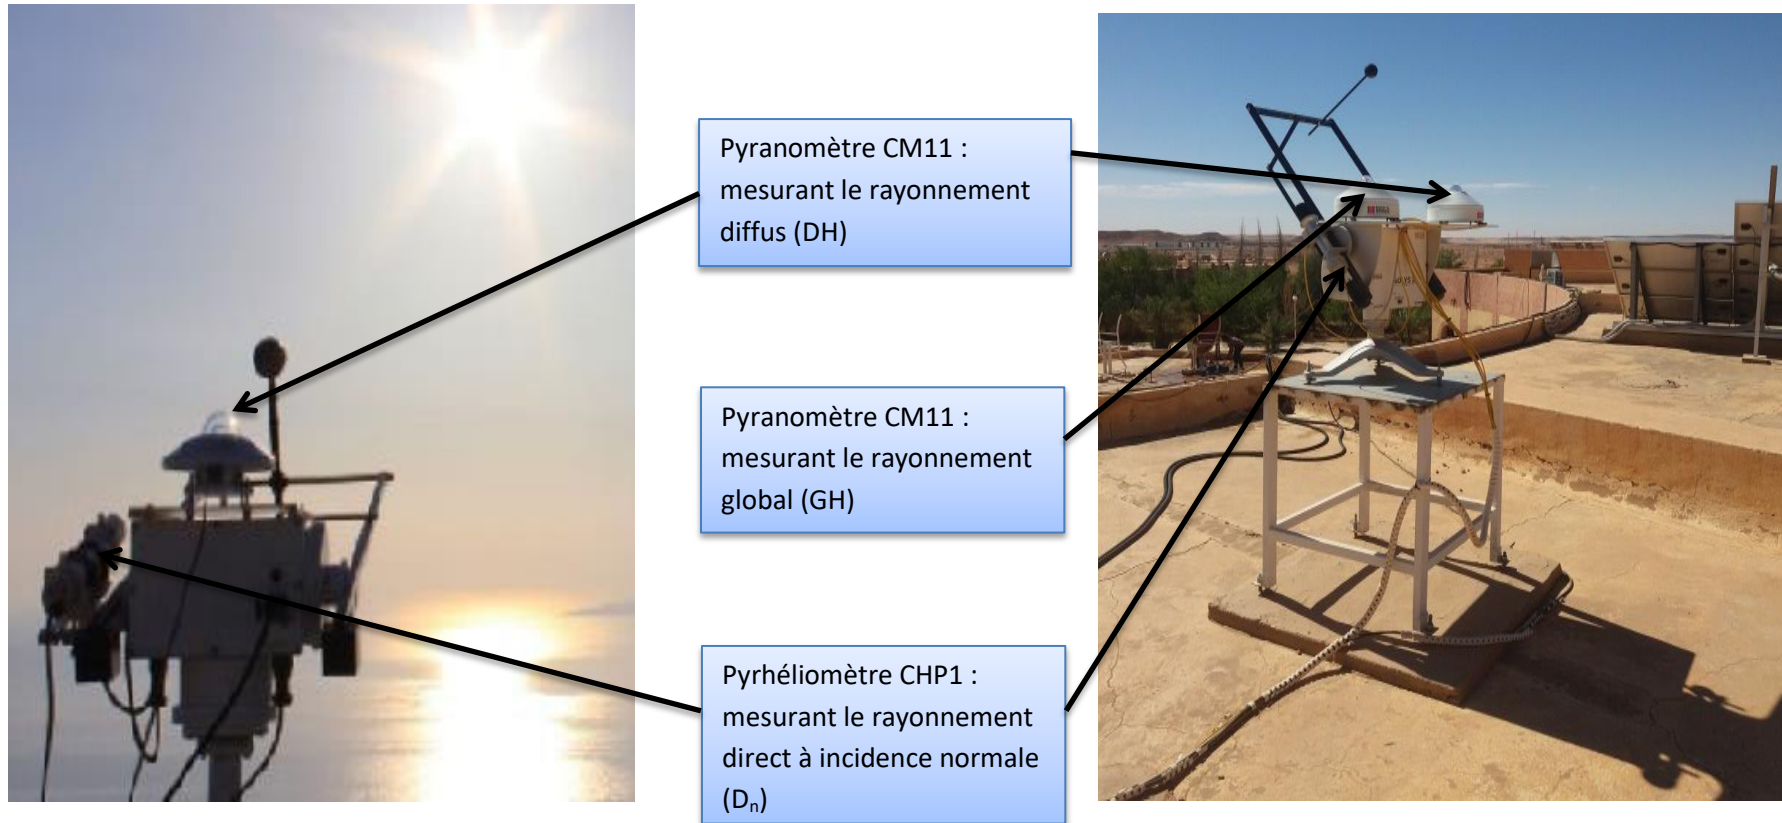 Pyranomètre CM11 :
mesurant le rayonnement
diffus (DH)
Pyranomètre CM11 :
mesurant le rayonnement
global (GH)
Pyrhéliomètre CHP1 :
mesurant le rayonnement
direct à incidence normale
(Dₙ)